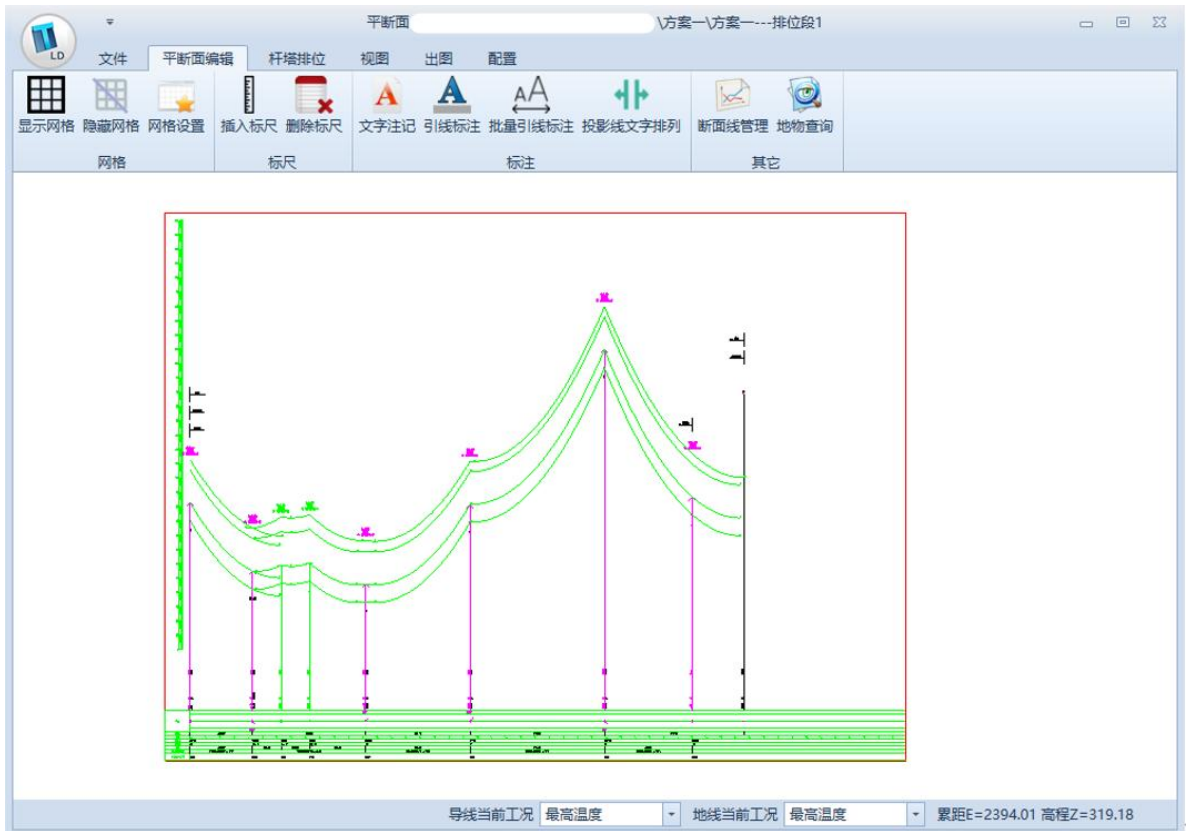 平断面 \方案一\方案一---排位段1
LD
文件 平断面编辑 杆塔排位 视图 出图 配置
显示网格 隐藏网格 网格设置 插入标尺 删除标尺 文字注记 引线标注 批量引线标注 投影线文字排列 断面线管理 地物查询
网格 标尺 标注 其它
导线当前工况 最高温度 地线当前工况 最高温度 累距E=2394.01 高程Z=319.18